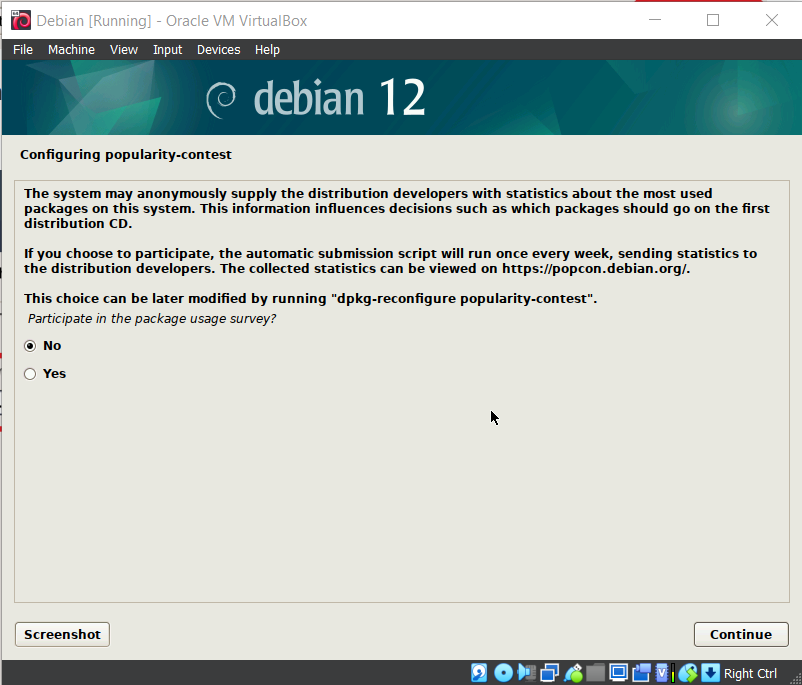 Debian [Running] - Oracle VM VirtualBox
File Machine View Input Devices Help
debian 12
Configuring popularity-contest
The system may anonymously supply the distribution developers with statistics about the most used
packages on this system. This information influences decisions such as which packages should go on the first
distribution CD.
If you choose to participate, the automatic submission script will run once every week, sending statistics to
the distribution developers. The collected statistics can be viewed on https://popcon.debian.org/.
This choice can be later modified by running "dpkg-reconfigure popularity-contest".
Participate in the package usage survey?
No
Yes
Screenshot Continue
Right Ctrl